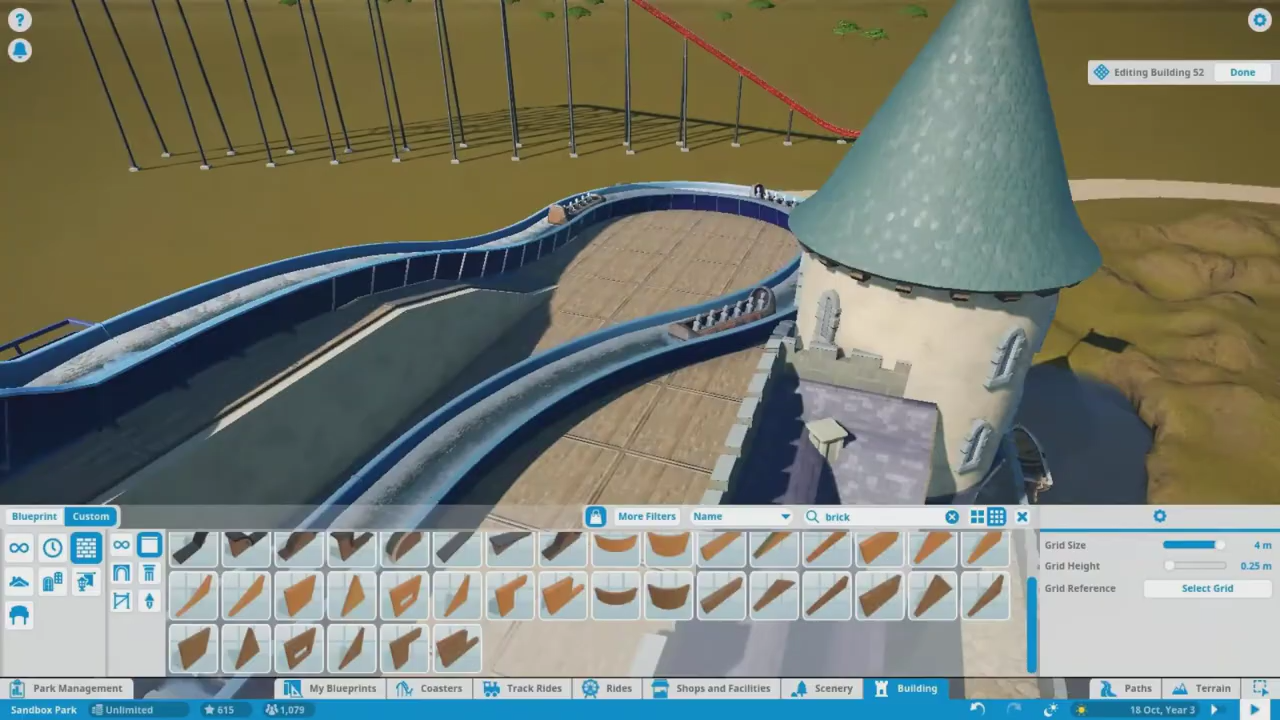 ?
Editing Building 52 Done
Blueprint Custom
More Filters Name brick
Grid Size 4 m
Grid Height 0.25 m
Grid Reference Select Grid
Park Management My Blueprints Coasters Track Rides Rides Shops and Facilities Scenery Building Paths Terrain
Sandbox Park Unlimited 615 1,079 18 Oct, Year 3